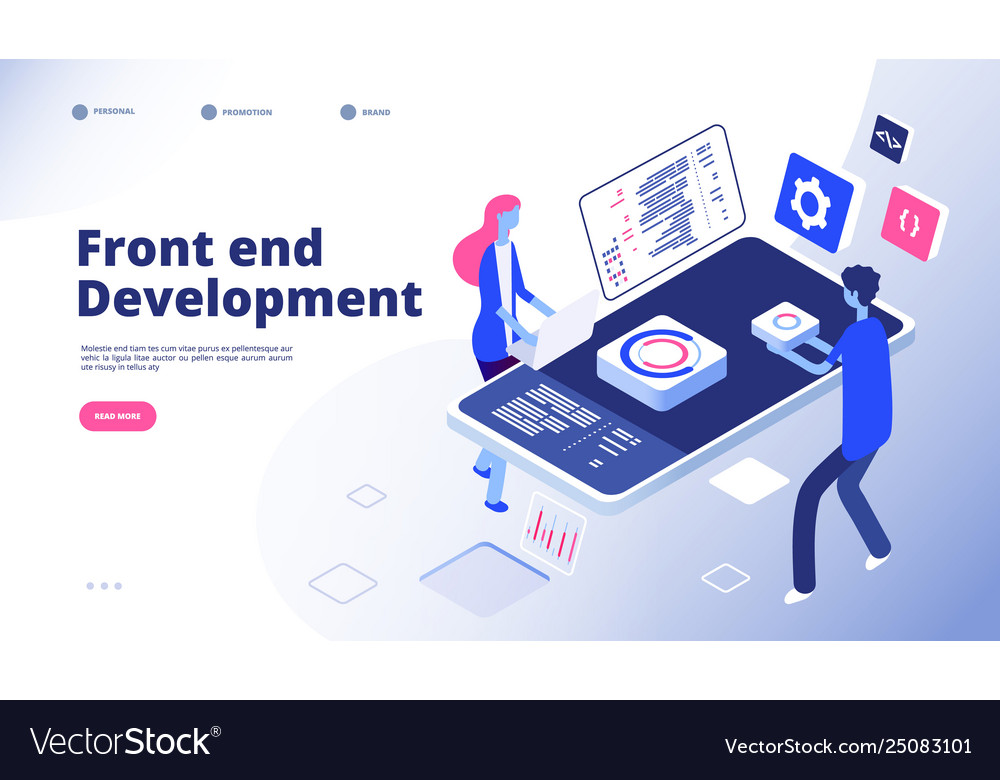 PERSONAL PROMOTION BRAND
Front end
Development
Molestie end tiam tes cum vitae purus ex pellentesque aur
vehic la ligula litae auctor ou pellen esque aurum aurum
ute risusy in tellus aty
READ MORE
</>
{}
VectorStock®
VectorStock.com/25083101